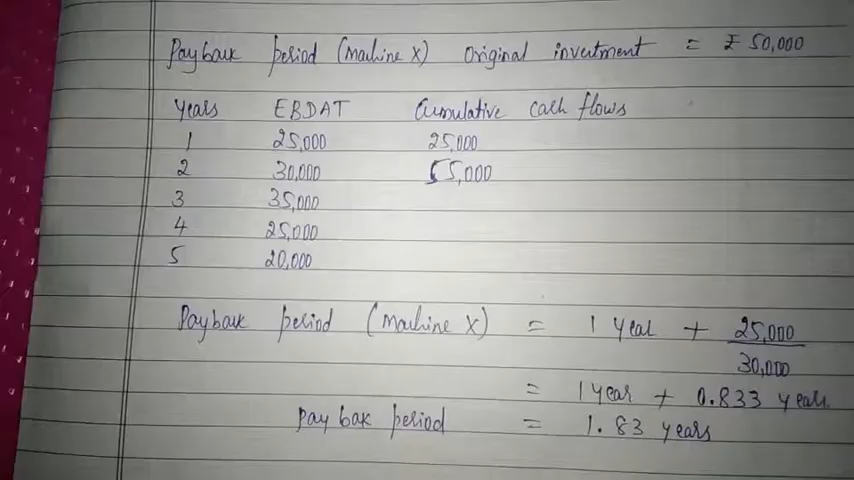 Payback period (Machine X) Original investment = ₹ 50,000
Years EBDAT Cumulative cash flows
1 25,000 25,000
2 30,000 55,000
3 35,000
4 25,000
5 20,000
Payback period (Machine X) = 1 year + 25,000
30,000
= 1 year + 0.833 years
Pay bak period = 1.83 years